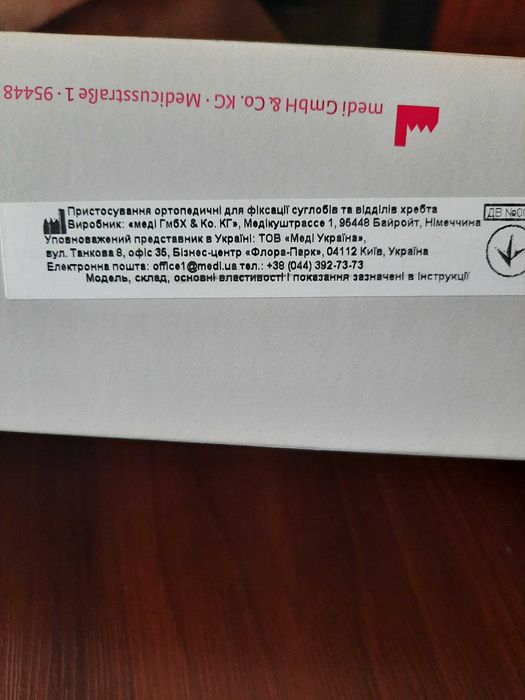 medi GmbH & Co. KG · Medicusstraße 1 · 95448
Пристосування ортопедичні для фіксації суглобів та відділів хребта
Виробник: «меді ГмбХ & Ко. КГ», Медікуштрассе 1, 95448 Байройт, Німеччина
Уповноважений представник в Україні: ТОВ «Меді Україна»,
вул. Танкова 8, офіс 35, Бізнес-центр «Флора-Парк», 04112 Київ, Україна
Електронна пошта: office1@medi.ua тел.: +38 (044) 392-73-73
Модель, склад, основні властивості і показання зазначені в Інструкції
ДВ №